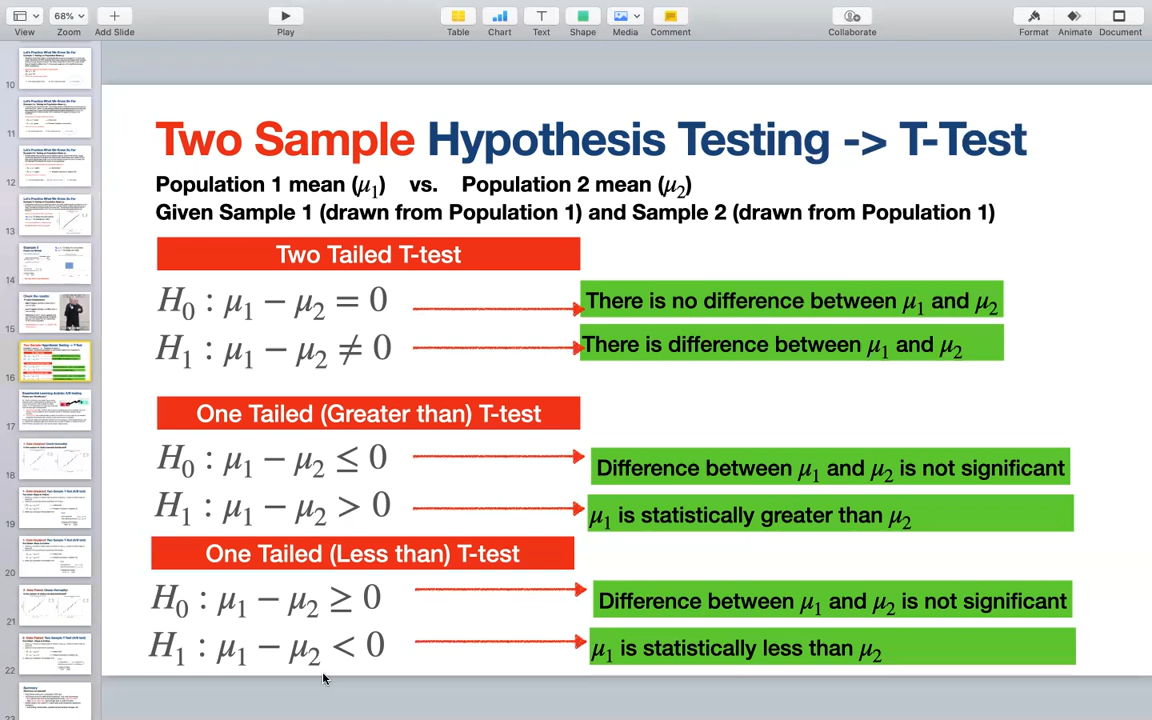 68%
View Zoom Add Slide Play Table Chart Text Shape Media Comment Collaborate Format Animate Document
Two Sample Hypothesis Testing -> T-Test
Population 1 mean (μ₁) vs. Population 2 mean (μ₂)
Given Sample 1 (drawn from Population 1) and Sample 2 (drawn from Population 1)
Two Tailed T-test
H₀ : μ₁ − μ₂ = 0 There is no difference between μ₁ and μ₂
H₁ : μ₁ − μ₂ ≠ 0 There is difference between μ₁ and μ₂
One Tailed (Greater than) T-test
H₀ : μ₁ − μ₂ ≤ 0 Difference between μ₁ and μ₂ is not significant
H₁ : μ₁ − μ₂ > 0 μ₁ is statistically greater than μ₂
One Tailed (Less than) T-test
H₀ : μ₁ − μ₂ ≥ 0 Difference between μ₁ and μ₂ is not significant
H₁ : μ₁ − μ₂ < 0 μ₁ is statistically less than μ₂
10
11
12
13
14
15
16
17
18
19
20
21
22